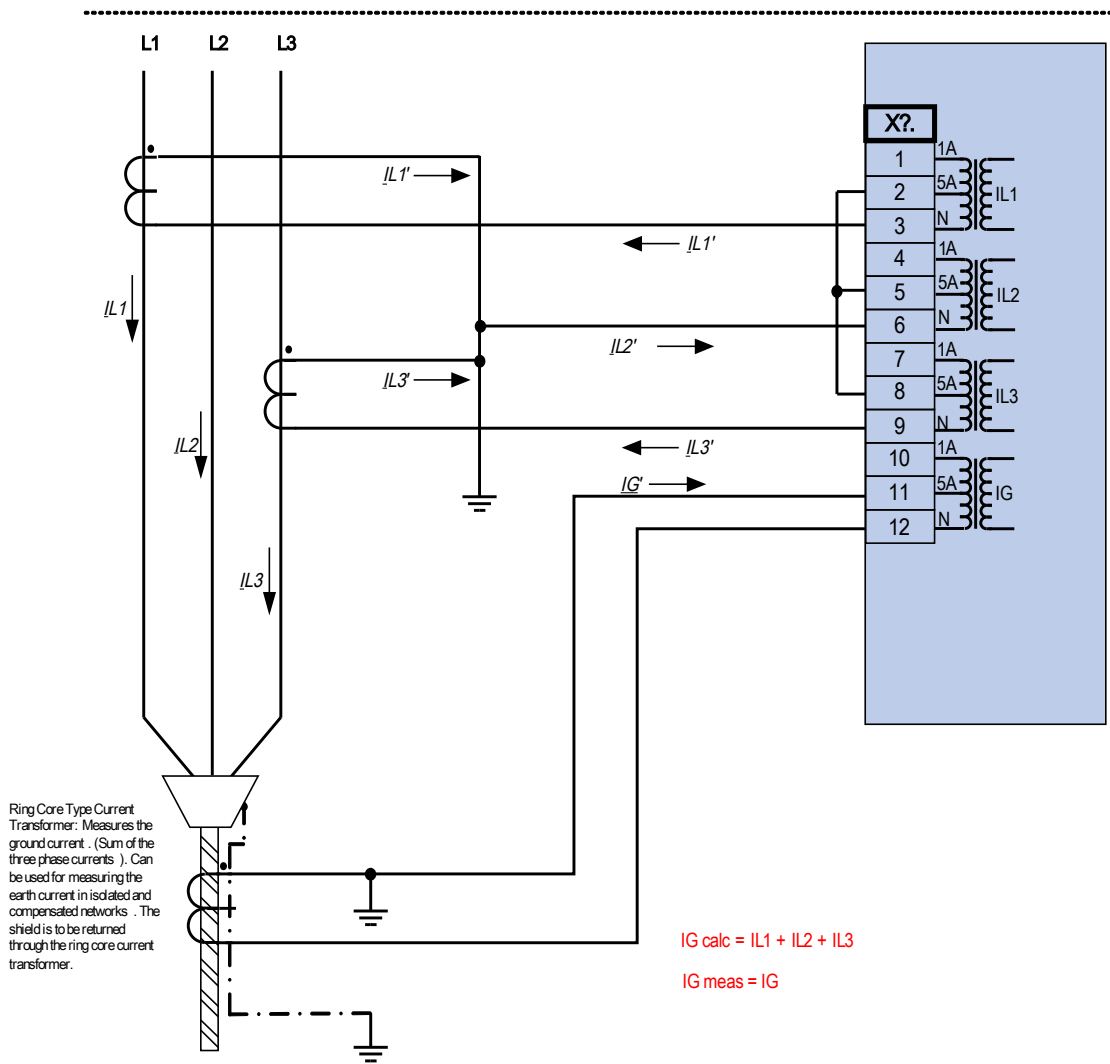 L1 L2 L3
X?.
1 1A
2 5A IL1
3 N
4 1A
5 5A IL2
6 N
7 1A
8 5A IL3
9 N
10 1A
11 5A IG
12 N
IL1'
IL1'
IL1
IL2'
IL3'
IL2
IL3'
IG'
IL3
Ring Core Type Current
Transformer: Measures the
ground current . (Sum of the
three phase currents ). Can
be used for measuring the
earth current in isolated and
compensated networks . The
shield is to be returned
through the ring core current
transformer.
IG calc = IL1 + IL2 + IL3
IG meas = IG